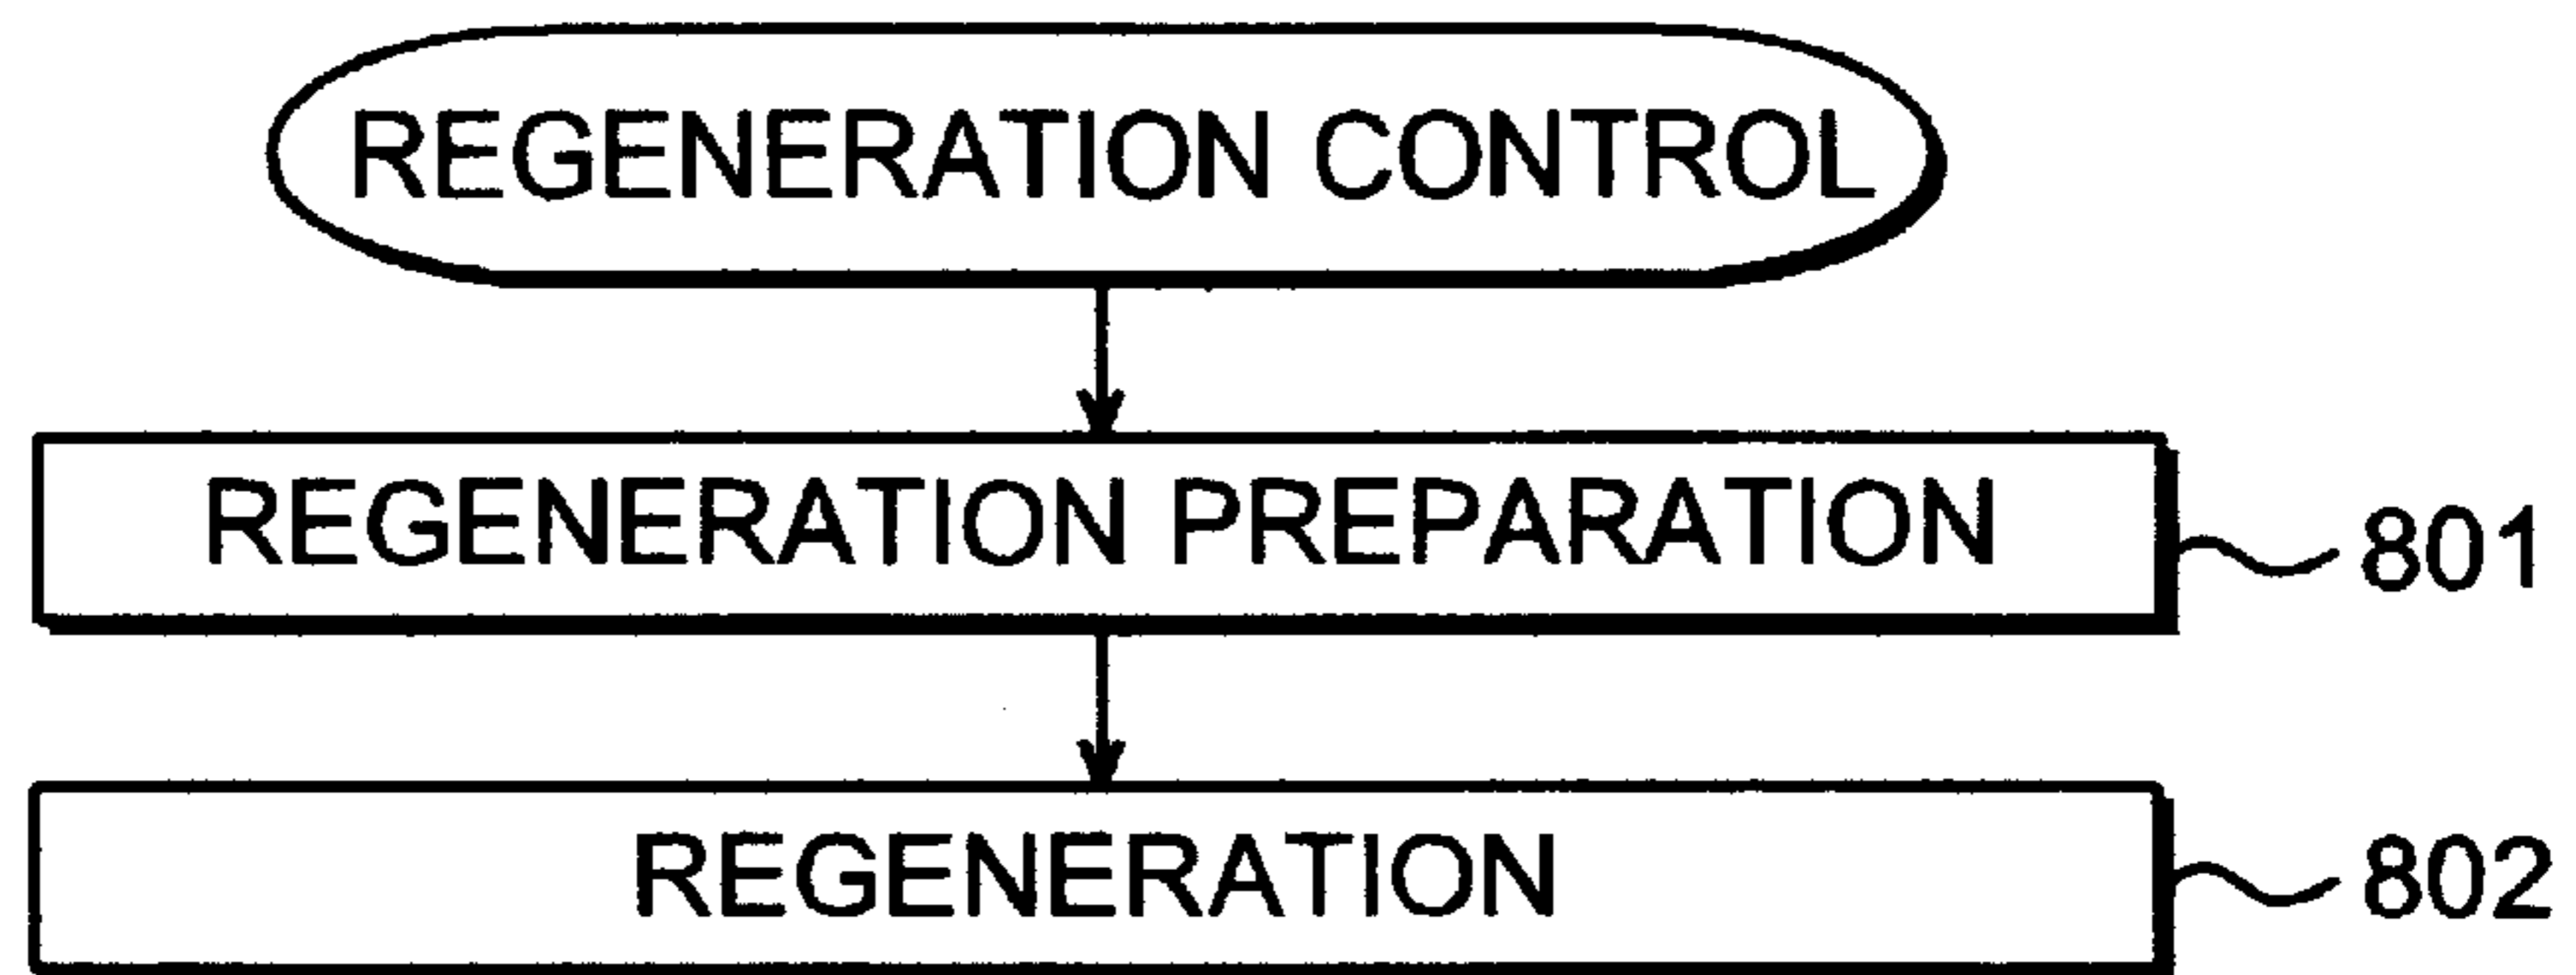 REGENERATION CONTROL
REGENERATION PREPARATION
801
REGENERATION
802